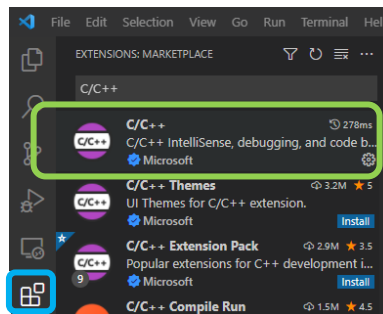 File Edit Selection View Go Run Terminal Hel
EXTENSIONS: MARKETPLACE
C/C++
C/C++ 278ms
C/C++ C/C++ IntelliSense, debugging, and code b...
Microsoft
C/C++ Themes 3.2M ★ 5
C/C++ UI Themes for C/C++ extension.
Microsoft Install
C/C++ Extension Pack 2.9M ★ 3.5
C/C++ Popular extensions for C++ development i...
9 Microsoft Install
C/C++ Compile Run 1.5M ★ 4.5